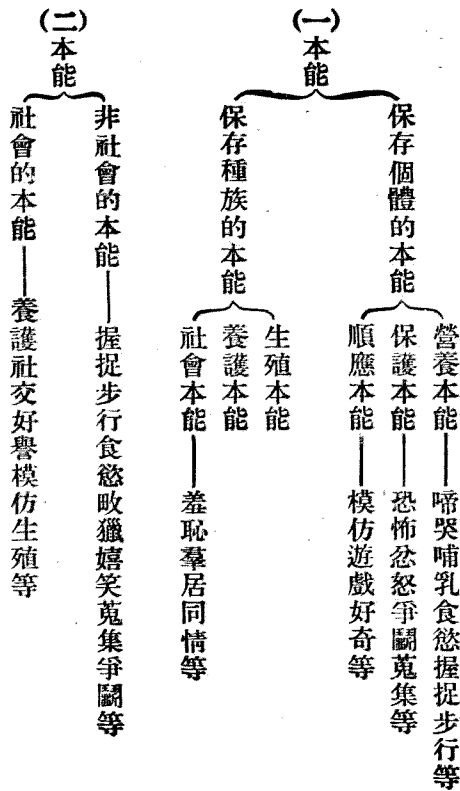 (一)本能
保存個體的本能
營養本能——啼哭哺乳食慾握捉步行等
保護本能——恐怖忿怒爭鬭蒐集等
順應本能——模仿遊戲好奇等
保存種族的本能
生殖本能
養護本能
社會本能——羞恥羣居同情等
(二)本能
非社會的本能——握捉步行食慾畋獵嬉笑蒐集爭鬭等
社會的本能——養護社交好譽模仿生殖等